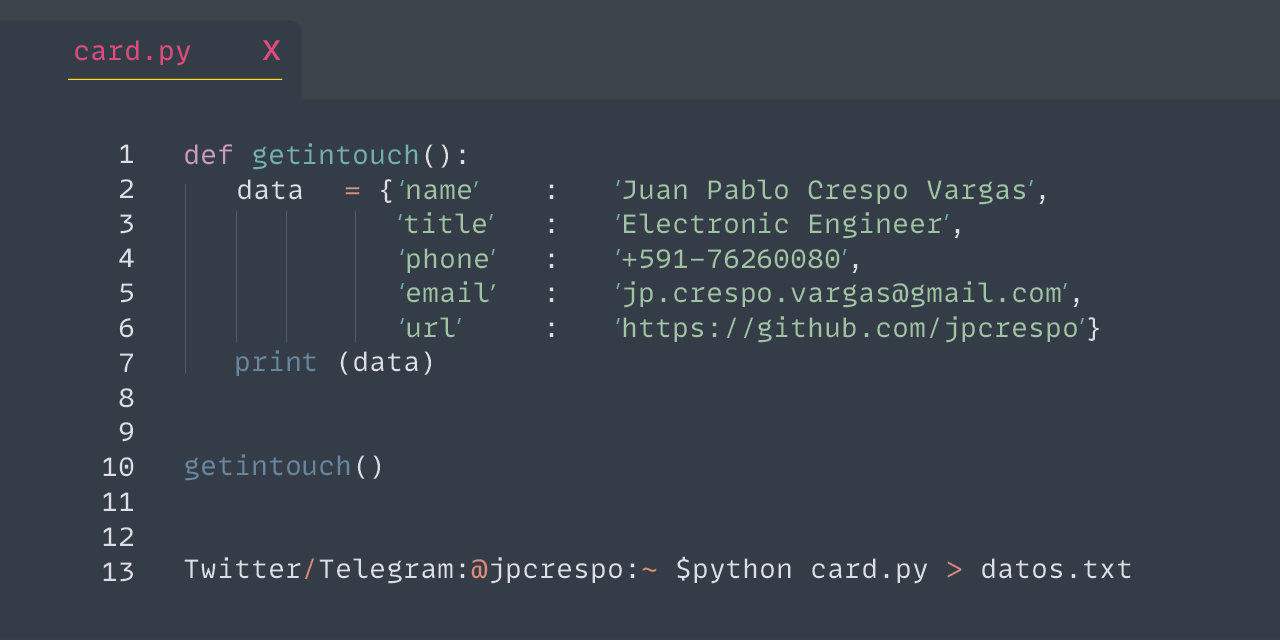 card.py X
1 def getintouch():
2 data = {'name' : 'Juan Pablo Crespo Vargas',
3 'title' : 'Electronic Engineer',
4 'phone' : '+591-76260080',
5 'email' : 'jp.crespo.vargas@gmail.com',
6 'url' : 'https://github.com/jpcrespo'}
7 print (data)
8
9
10 getintouch()
11
12
13 Twitter/Telegram:@jpcrespo:~ $python card.py > datos.txt